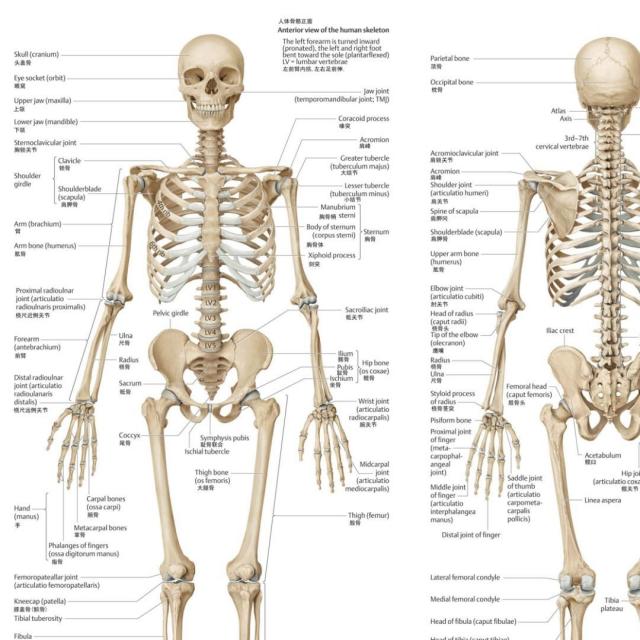 人体骨骼正面
Anterior view of the human skeleton
The left forearm is turned inward
(pronated), the left and right foot
bent toward the sole (plantarflexed)
LV = lumbar vertebrae
左前臂内旋, 左右足前伸.
Skull (cranium)
头盖骨
Eye socket (orbit)
眼窝
Upper jaw (maxilla)
上颌
Lower jaw (mandible)
下颌
Sternoclavicular joint
胸锁关节
Clavicle
锁骨
Shoulder
girdle
Shoulderblade
(scapula)
肩胛骨
Arm (brachium)
臂
Arm bone (humerus)
肱骨
Proximal radioulnar
joint (articulatio
radioulnaris proximalis)
桡尺近侧关节
Pelvic girdle
Forearm
(antebrachium)
前臂
Ulna
尺骨
Radius
桡骨
Distal radioulnar
joint (articulatio
radioulanaris
distalis)
桡尺远侧关节
Sacrum
骶骨
Coccyx
尾骨
Symphysis pubis
耻骨联合
Ischial tubercle
Thigh bone
(os femoris)
大腿骨
Hand
(manus)
手
Carpal bones
(ossa carpi)
腕骨
Metacarpal bones
掌骨
Phalanges of fingers
(ossa digitorum manus)
指骨
Femoropateallar joint
(articulatio femoropatellaris)
Kneecap (patella)
膝盖骨 (髌骨)
Tibial tuberosity
Fibula
Jaw joint
(temporomandibular joint; TMJ)
Coracoid process
喙突
Acromion
肩峰
Greater tubercle
(tuberculum majus)
大结节
Lesser tubercle
(tuberculum minus)
小结节
Manubrium
胸骨柄 sterni
Body of sternum
(corpus sterni)
胸骨体
Sternum
胸骨
Xiphoid process
剑突
LV1
LV2
LV3
LV4
LV5
Sacroiliac joint
骶关节
Ilium
髂骨
Pubis
耻骨
Ischium
坐骨
Hip bone
(os coxae)
髋骨
Wrist joint
(articulatio
radiocarpalis)
腕关节
Midcarpal
joint
(articulatio
mediocarpalis)
Thigh (femur)
股骨
Parietal bone
顶骨
Occipital bone
枕骨
Atlas
Axis
3rd–7th
cervical vertebrae
Acromioclavicular joint
肩锁关节
Acromion
肩峰
Shoulder joint
(articulatio humeri)
肩关节
Spine of scapula
肩胛冈
Shoulderblade (scapula)
肩胛骨
Upper arm bone
(humerus)
肱骨
Elbow joint
(articulatio cubiti)
肘关节
Head of radius
(caput radii)
桡骨头
Tip of the elbow
(olecranon)
鹰嘴
Radius
桡骨
Ulna
尺骨
Styloid process
of radius
桡骨茎突
Pisiform bone
Proximal joint
of finger
(meta-
carpophal-
angeal
joint)
Middle joint
of finger
(articulatio
interphalangea
manus)
Distal joint of finger
Saddle joint
of thumb
(articulatio
carpometa-
carpalis
pollicis)
Iliac crest
Femoral head
(caput femoris)
股骨头
Acetabulum
髋臼
Hip joi
(articulatio coxa
髋关节
Linea aspera
Lateral femoral condyle
Medial femoral condyle
Tibia
plateau
Head of fibula (caput fibulae)
Head of tibia (caput tibiae)